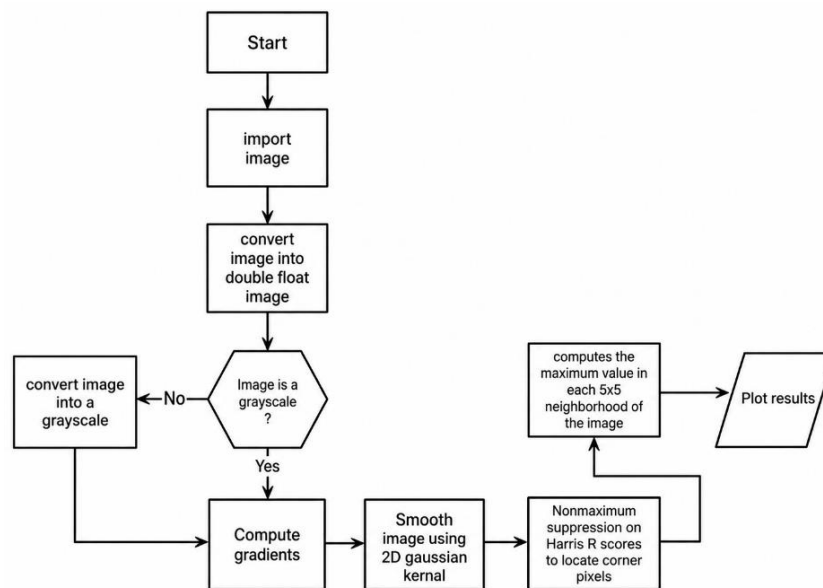 Start
import
image
convert
image into
double float
image
Image is a
grayscale
?
No
convert image
into a
grayscale
Yes
Compute
gradients
Smooth
image using
2D gaussian
kernal
Nonmaximum
suppression on
Harris R scores
to locate corner
pixels
computes the
maximum value in
each 5x5
neighborhood of
the image
Plot results